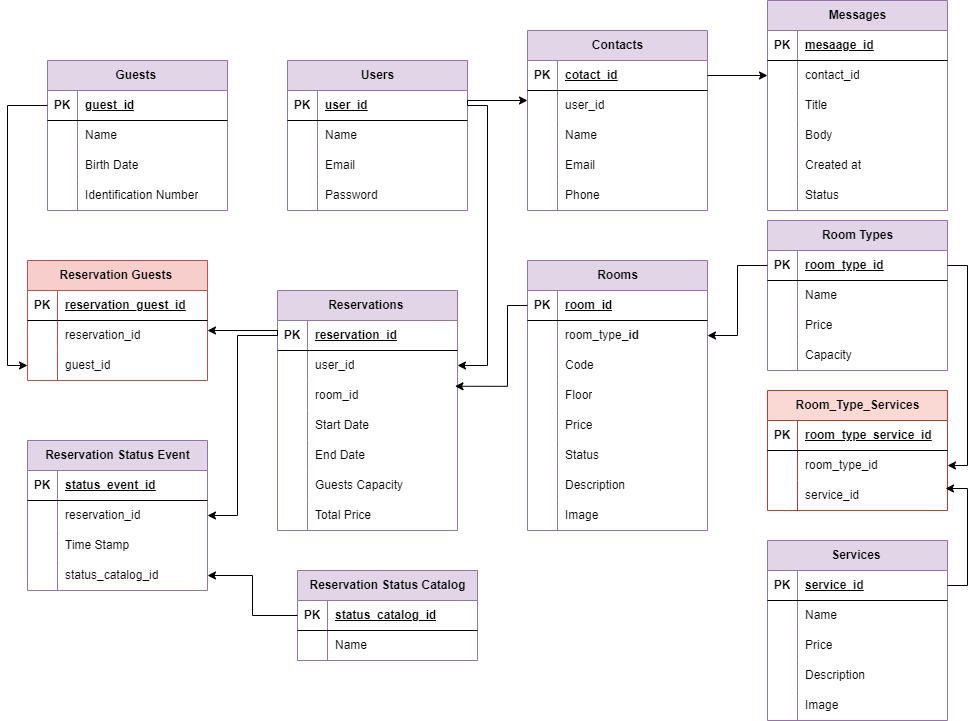 Guests
PK guest_id
Name
Birth Date
Identification Number
Users
PK user_id
Name
Email
Password
Contacts
PK cotact_id
user_id
Name
Email
Phone
Messages
PK mesaage_id
contact_id
Title
Body
Created at
Status
Reservation Guests
PK reservation_guest_id
reservation_id
guest_id
Reservations
PK reservation_id
user_id
room_id
Start Date
End Date
Guests Capacity
Total Price
Rooms
PK room_id
room_type_id
Code
Floor
Price
Status
Description
Image
Room Types
PK room_type_id
Name
Price
Capacity
Room_Type_Services
PK room_type_service_id
room_type_id
service_id
Reservation Status Event
PK status_event_id
reservation_id
Time Stamp
status_catalog_id
Reservation Status Catalog
PK status_catalog_id
Name
Services
PK service_id
Name
Price
Description
Image